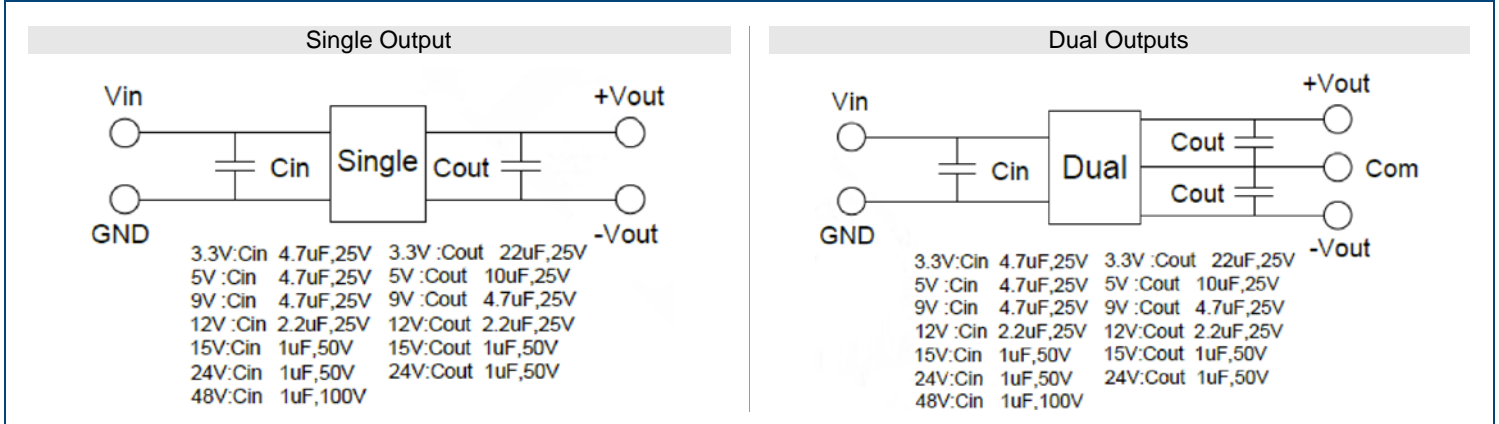 Single Output
Vin
+Vout
Cin
Single
Cout
GND
-Vout
3.3V:Cin 4.7uF,25V 3.3V :Cout 22uF,25V
5V :Cin 4.7uF,25V 5V :Cout 10uF,25V
9V :Cin 4.7uF,25V 9V :Cout 4.7uF,25V
12V :Cin 2.2uF,25V 12V:Cout 2.2uF,25V
15V:Cin 1uF,50V 15V:Cout 1uF,50V
24V:Cin 1uF,50V 24V:Cout 1uF,50V
48V:Cin 1uF,100V
Dual Outputs
Vin
+Vout
Cout
Cin
Dual
Com
Cout
GND
-Vout
3.3V:Cin 4.7uF,25V 3.3V :Cout 22uF,25V
5V :Cin 4.7uF,25V 5V :Cout 10uF,25V
9V :Cin 4.7uF,25V 9V :Cout 4.7uF,25V
12V :Cin 2.2uF,25V 12V:Cout 2.2uF,25V
15V:Cin 1uF,50V 15V:Cout 1uF,50V
24V:Cin 1uF,50V 24V:Cout 1uF,50V
48V:Cin 1uF,100V